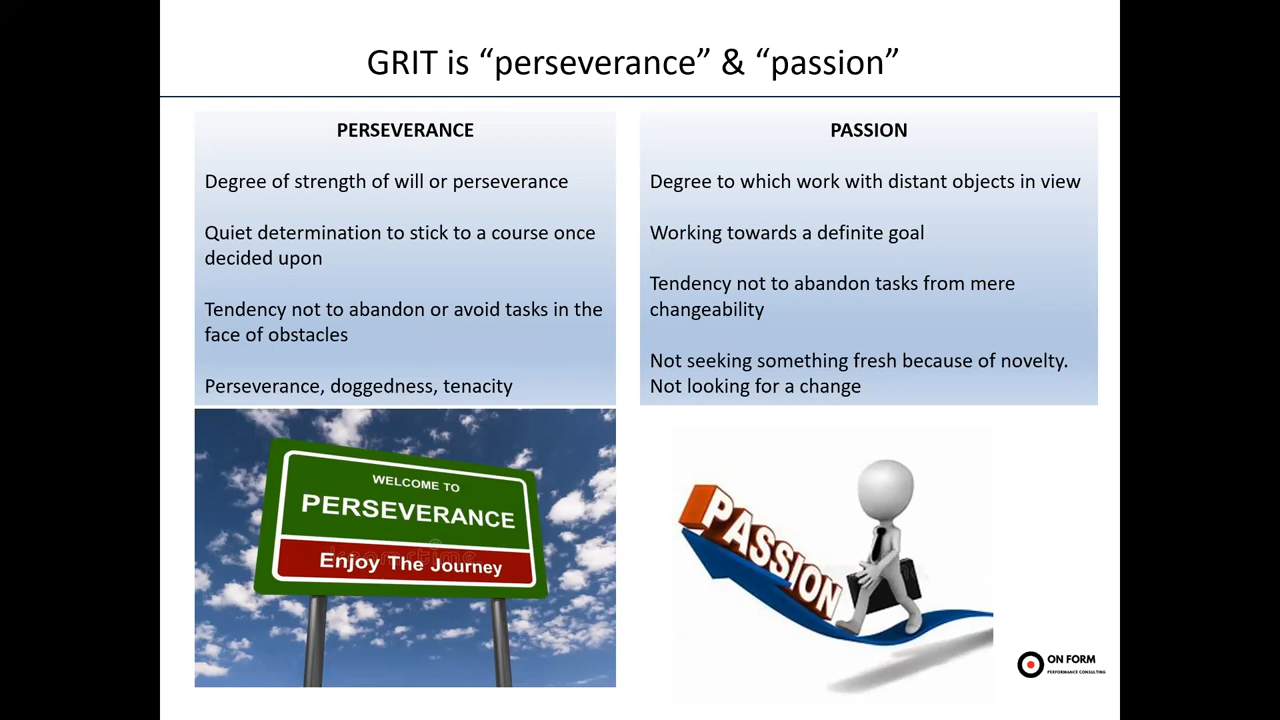 GRIT is “perseverance” & “passion”
PERSEVERANCE
Degree of strength of will or perseverance
Quiet determination to stick to a course once
decided upon
Tendency not to abandon or avoid tasks in the
face of obstacles
Perseverance, doggedness, tenacity
PASSION
Degree to which work with distant objects in view
Working towards a definite goal
Tendency not to abandon tasks from mere
changeability
Not seeking something fresh because of novelty.
Not looking for a change
WELCOME TO
PERSEVERANCE
Enjoy The Journey
PASSION
ON FORM
PERFORMANCE CONSULTING